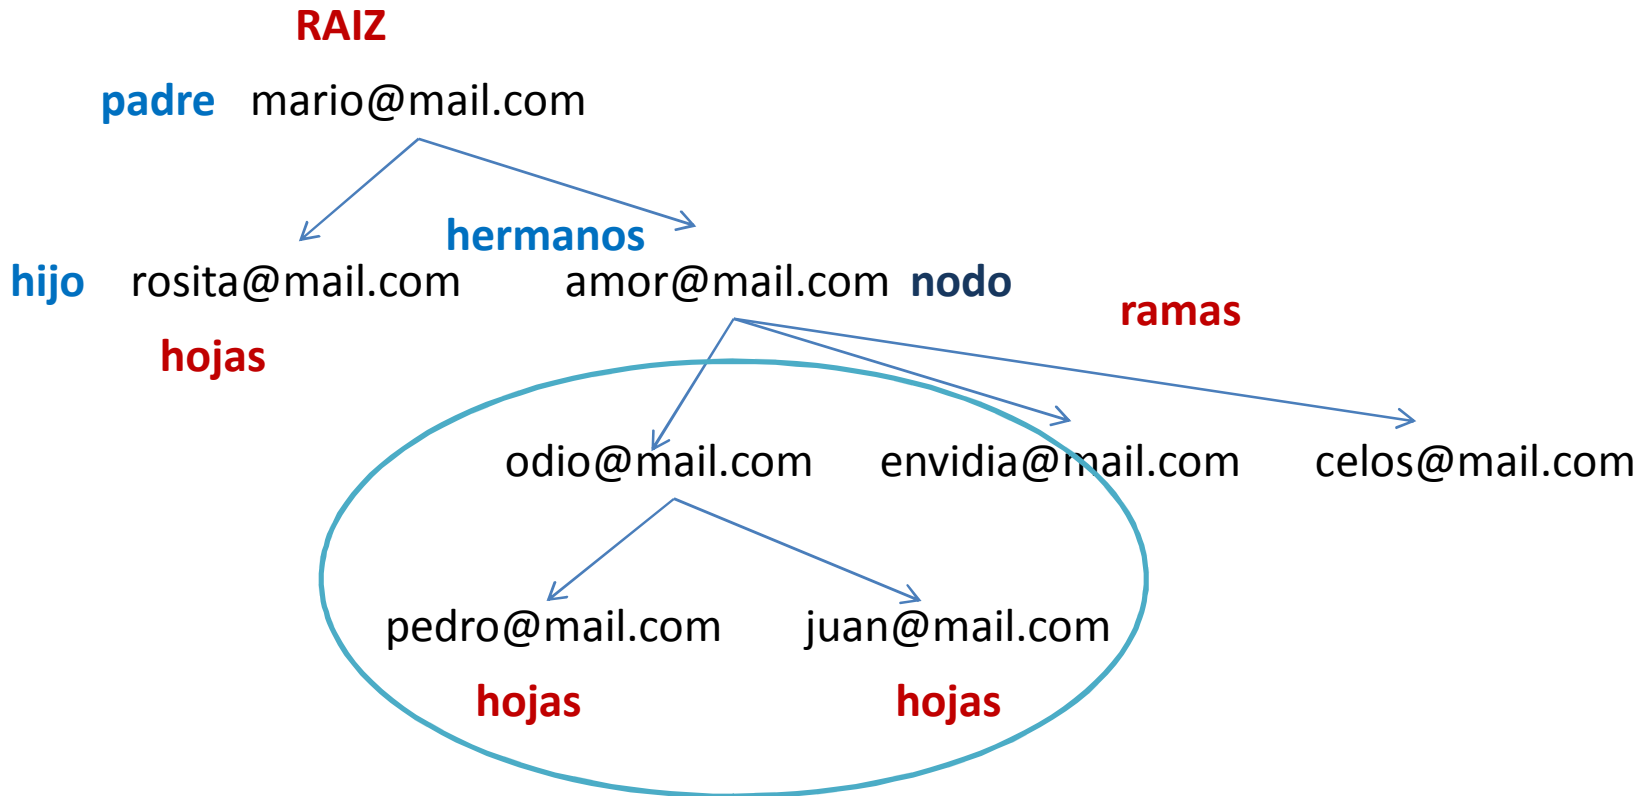 RAIZ
padre mario@mail.com
hermanos
hijo rosita@mail.com amor@mail.com nodo
ramas
hojas
odio@mail.com envidia@mail.com celos@mail.com
pedro@mail.com juan@mail.com
hojas hojas